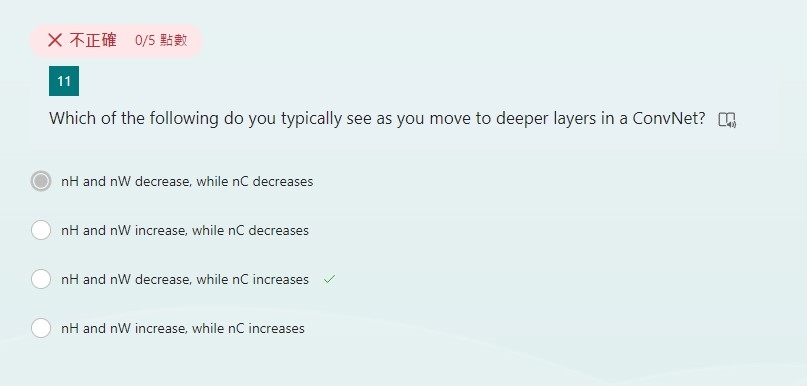 不正確 0/5 點數
11
Which of the following do you typically see as you move to deeper layers in a ConvNet?
nH and nW decrease, while nC decreases
nH and nW increase, while nC decreases
nH and nW decrease, while nC increases
nH and nW increase, while nC increases